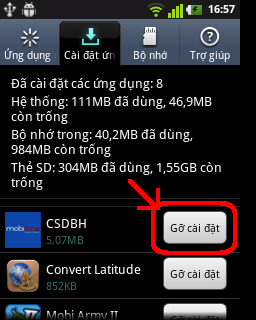 16:57
Ứng dụng
Cài đặt ứn
Bộ nhớ
Trợ giúp
Đã cài đặt các ứng dụng: 8
Hệ thống: 111MB đã dùng, 46,9MB
còn trống
Bộ nhớ trong: 40,2MB đã dùng,
984MB còn trống
Thẻ SD: 304MB đã dùng, 1,55GB còn
trống
CSDBH
5,07MB
Gỡ cài đặt
Convert Latitude
852KB
Gỡ cài đặt
Mobi Army II